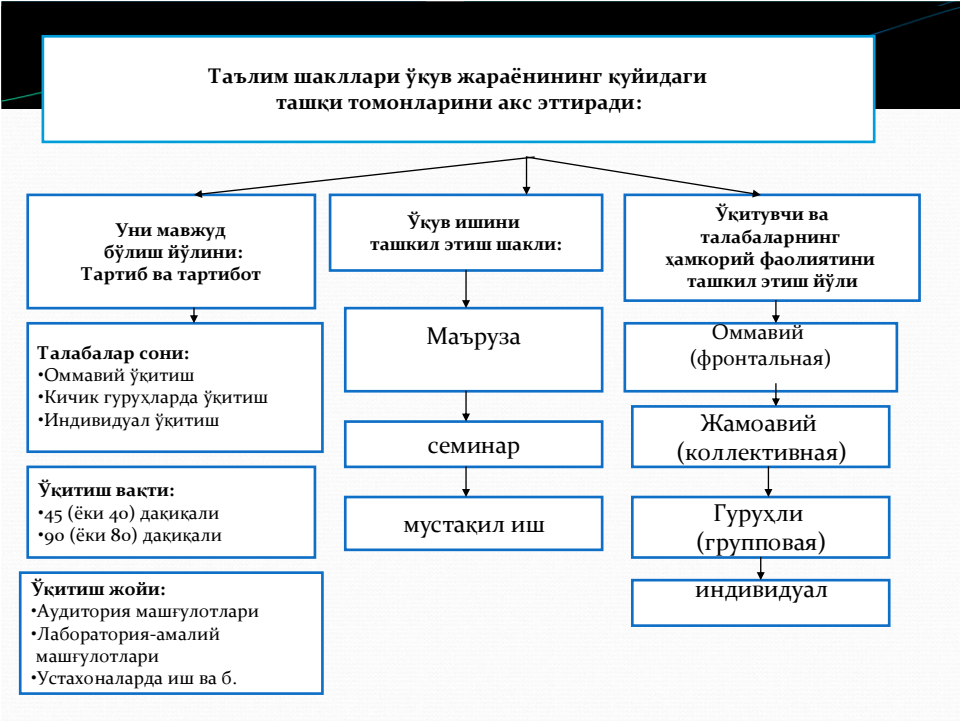 Таълим шакллари ўқув жараёнининг қуйидаги
ташқи томонларини акс эттиради:
Уни мавжуд
бўлиш йўлини:
Тартиб ва тартибот
Талабалар сони:
•Оммавий ўқитиш
•Кичик гуруҳларда ўқитиш
•Индивидуал ўқитиш
Ўқитиш вақти:
•45 (ёки 40) дақиқали
•90 (ёки 80) дақиқали
Ўқитиш жойи:
•Аудитория машғулотлари
•Лаборатория-амалий
машғулотлари
•Устахоналарда иш ва б.
Ўқув ишини
ташкил этиш шакли:
Маъруза
семинар
мустақил иш
Ўқитувчи ва
талабаларнинг
ҳамкорий фаолиятини
ташкил этиш йўли
Оммавий
(фронтальная)
Жамоавий
(коллективная)
Гуруҳли
(групповая)
индивидуал